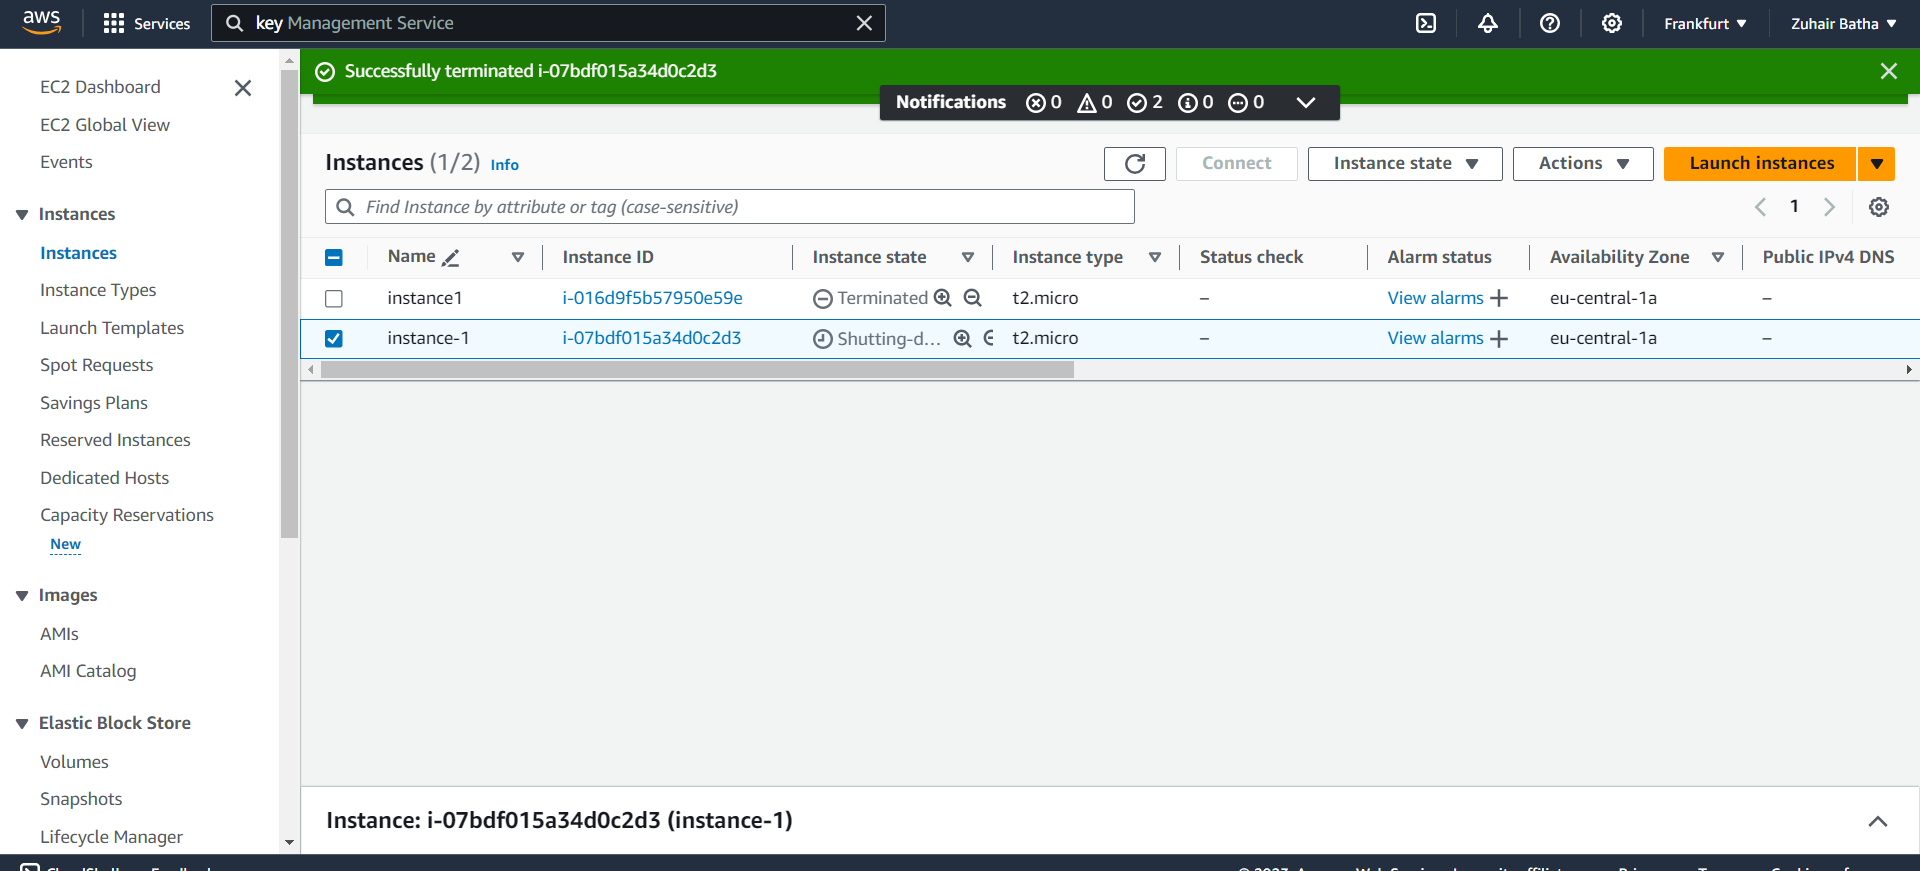 aws
Services
key Management Service
Frankfurt
Zuhair Batha
EC2 Dashboard
EC2 Global View
Events
Instances
Instances
Instance Types
Launch Templates
Spot Requests
Savings Plans
Reserved Instances
Dedicated Hosts
Capacity Reservations
New
Images
AMIs
AMI Catalog
Elastic Block Store
Volumes
Snapshots
Lifecycle Manager
Successfully terminated i-07bdf015a34d0c2d3
Notifications 0 0 2 0 0
Instances (1/2) Info
Connect
Instance state
Actions
Launch instances
Find Instance by attribute or tag (case-sensitive)
1
Name Instance ID Instance state Instance type Status check Alarm status Availability Zone Public IPv4 DNS
instance1 i-016d9f5b57950e59e Terminated t2.micro – View alarms eu-central-1a –
instance-1 i-07bdf015a34d0c2d3 Shutting-d... t2.micro – View alarms eu-central-1a –
Instance: i-07bdf015a34d0c2d3 (instance-1)